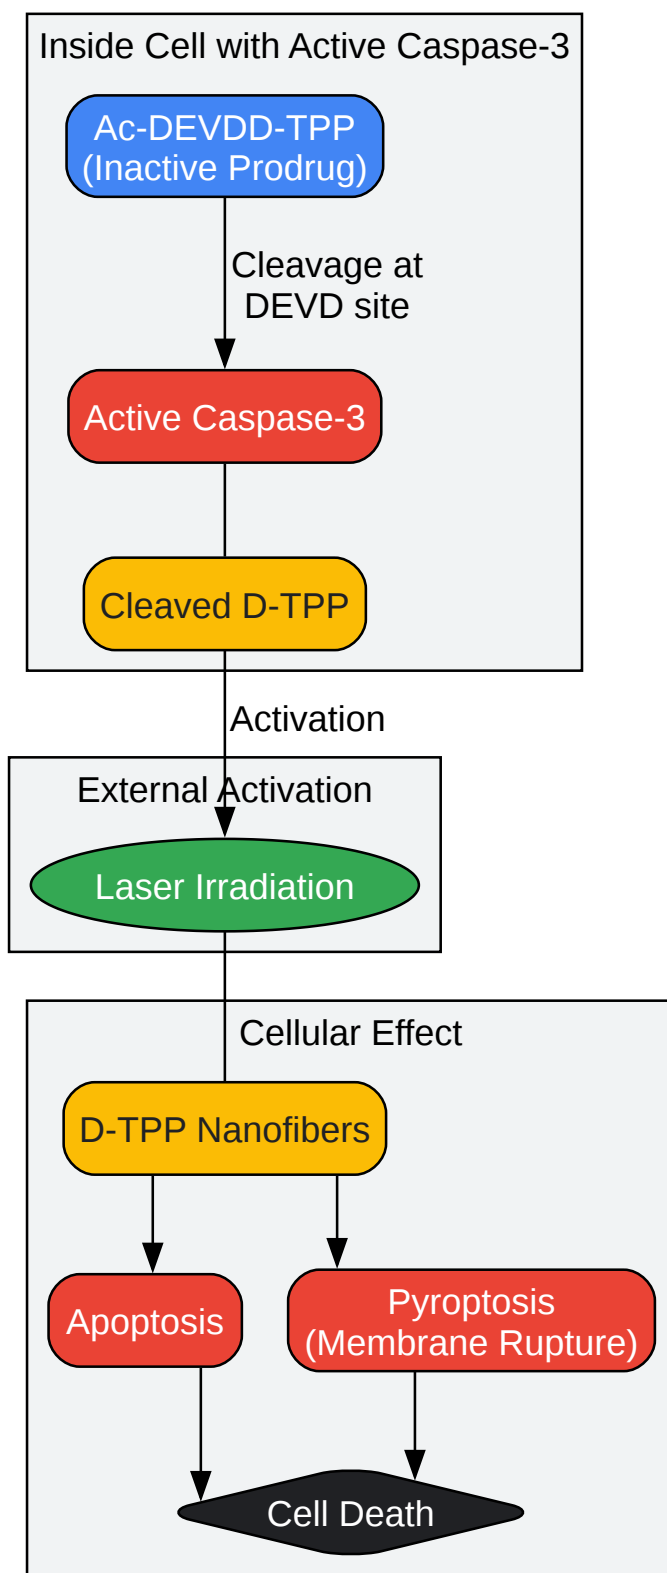 Inside Cell with Active Caspase-3
Ac-DEVDD-TPP
(Inactive Prodrug)
Cleavage at
DEVD site
Active Caspase-3
Cleaved D-TPP
Activation
External Activation
Laser Irradiation
Cellular Effect
D-TPP Nanofibers
Apoptosis
Pyroptosis
(Membrane Rupture)
Cell Death